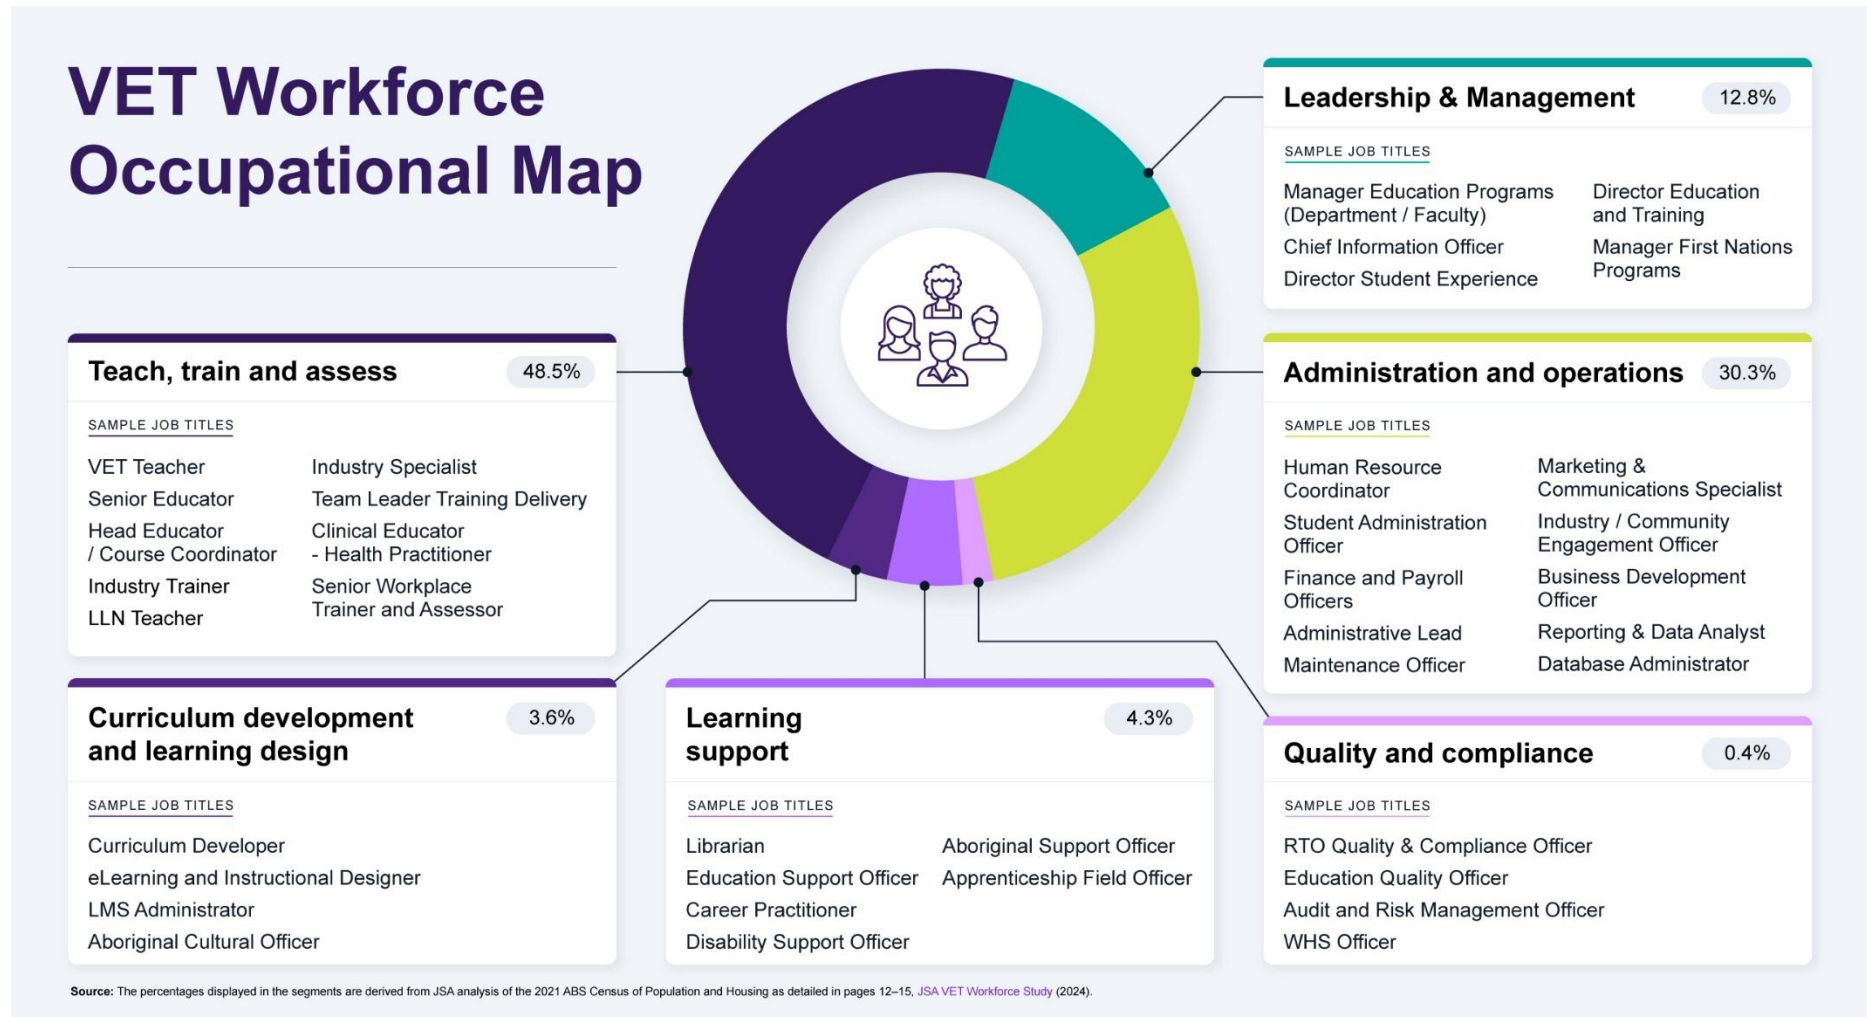 VET Workforce
Occupational Map
Teach, train and assess
48.5%
SAMPLE JOB TITLES
VET Teacher
Senior Educator
Head Educator
/ Course Coordinator
Industry Trainer
LLN Teacher
Industry Specialist
Team Leader Training Delivery
Clinical Educator
- Health Practitioner
Senior Workplace
Trainer and Assessor
Leadership & Management
12.8%
SAMPLE JOB TITLES
Manager Education Programs
(Department / Faculty)
Chief Information Officer
Director Student Experience
Director Education
and Training
Manager First Nations
Programs
Administration and operations
30.3%
SAMPLE JOB TITLES
Human Resource
Coordinator
Student Administration
Officer
Finance and Payroll
Officers
Administrative Lead
Maintenance Officer
Marketing &
Communications Specialist
Industry / Community
Engagement Officer
Business Development
Officer
Reporting & Data Analyst
Database Administrator
Curriculum development
and learning design
3.6%
SAMPLE JOB TITLES
Curriculum Developer
eLearning and Instructional Designer
LMS Administrator
Aboriginal Cultural Officer
Learning
support
4.3%
SAMPLE JOB TITLES
Librarian
Education Support Officer
Career Practitioner
Disability Support Officer
Aboriginal Support Officer
Apprenticeship Field Officer
Quality and compliance
0.4%
SAMPLE JOB TITLES
RTO Quality & Compliance Officer
Education Quality Officer
Audit and Risk Management Officer
WHS Officer
Source: The percentages displayed in the segments are derived from JSA analysis of the 2021 ABS Census of Population and Housing as detailed in pages 12–15, JSA VET Workforce Study (2024).